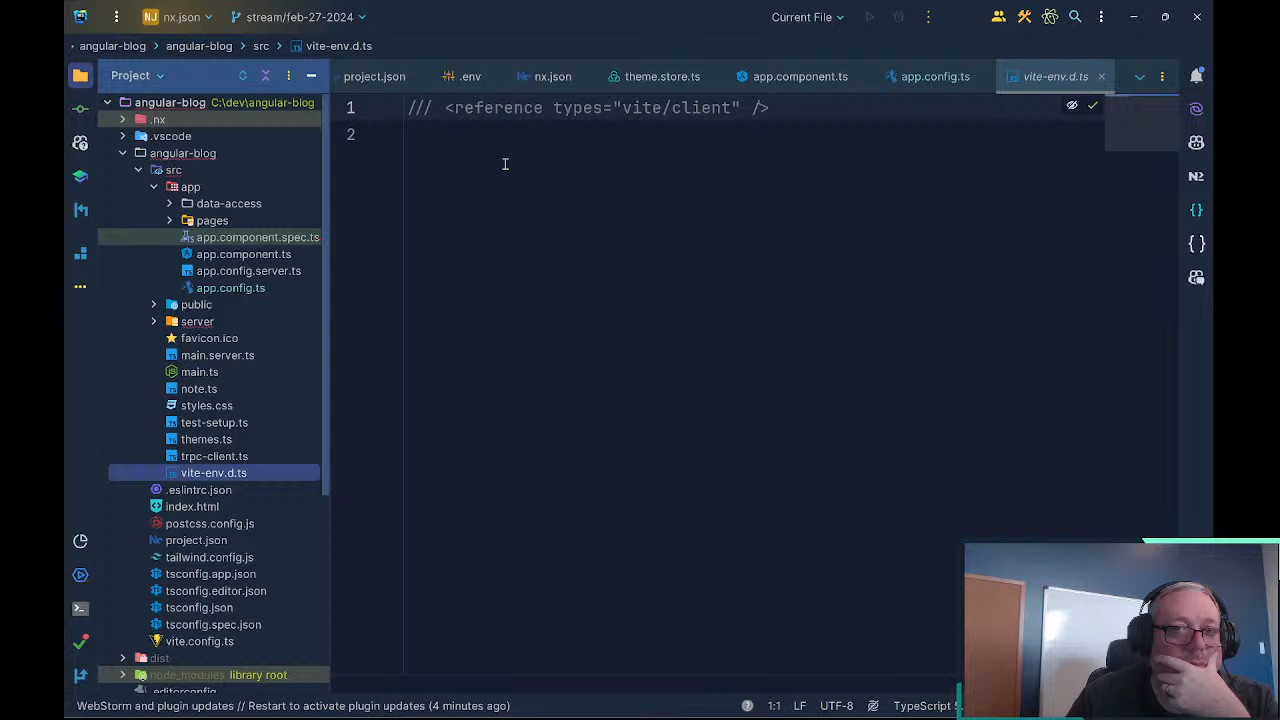 NJ nx.json stream/feb-27-2024 Current File
angular-blog angular-blog src vite-env.d.ts
Project project.json .env nx.json theme.store.ts app.component.ts app.config.ts vite-env.d.ts
angular-blog C:\dev\angular-blog
.nx
.vscode
angular-blog
src
app
data-access
pages
app.component.spec.ts
app.component.ts
app.config.server.ts
app.config.ts
public
server
favicon.ico
main.server.ts
main.ts
note.ts
styles.css
test-setup.ts
themes.ts
trpc-client.ts
vite-env.d.ts
.eslintrc.json
index.html
postcss.config.js
project.json
tailwind.config.js
tsconfig.app.json
tsconfig.editor.json
tsconfig.json
tsconfig.spec.json
vite.config.ts
dist
node_modules library root
.editorconfig
1 /// <reference types="vite/client" />
2
N2
WebStorm and plugin updates // Restart to activate plugin updates (4 minutes ago) 1:1 LF UTF-8 TypeScript 5.